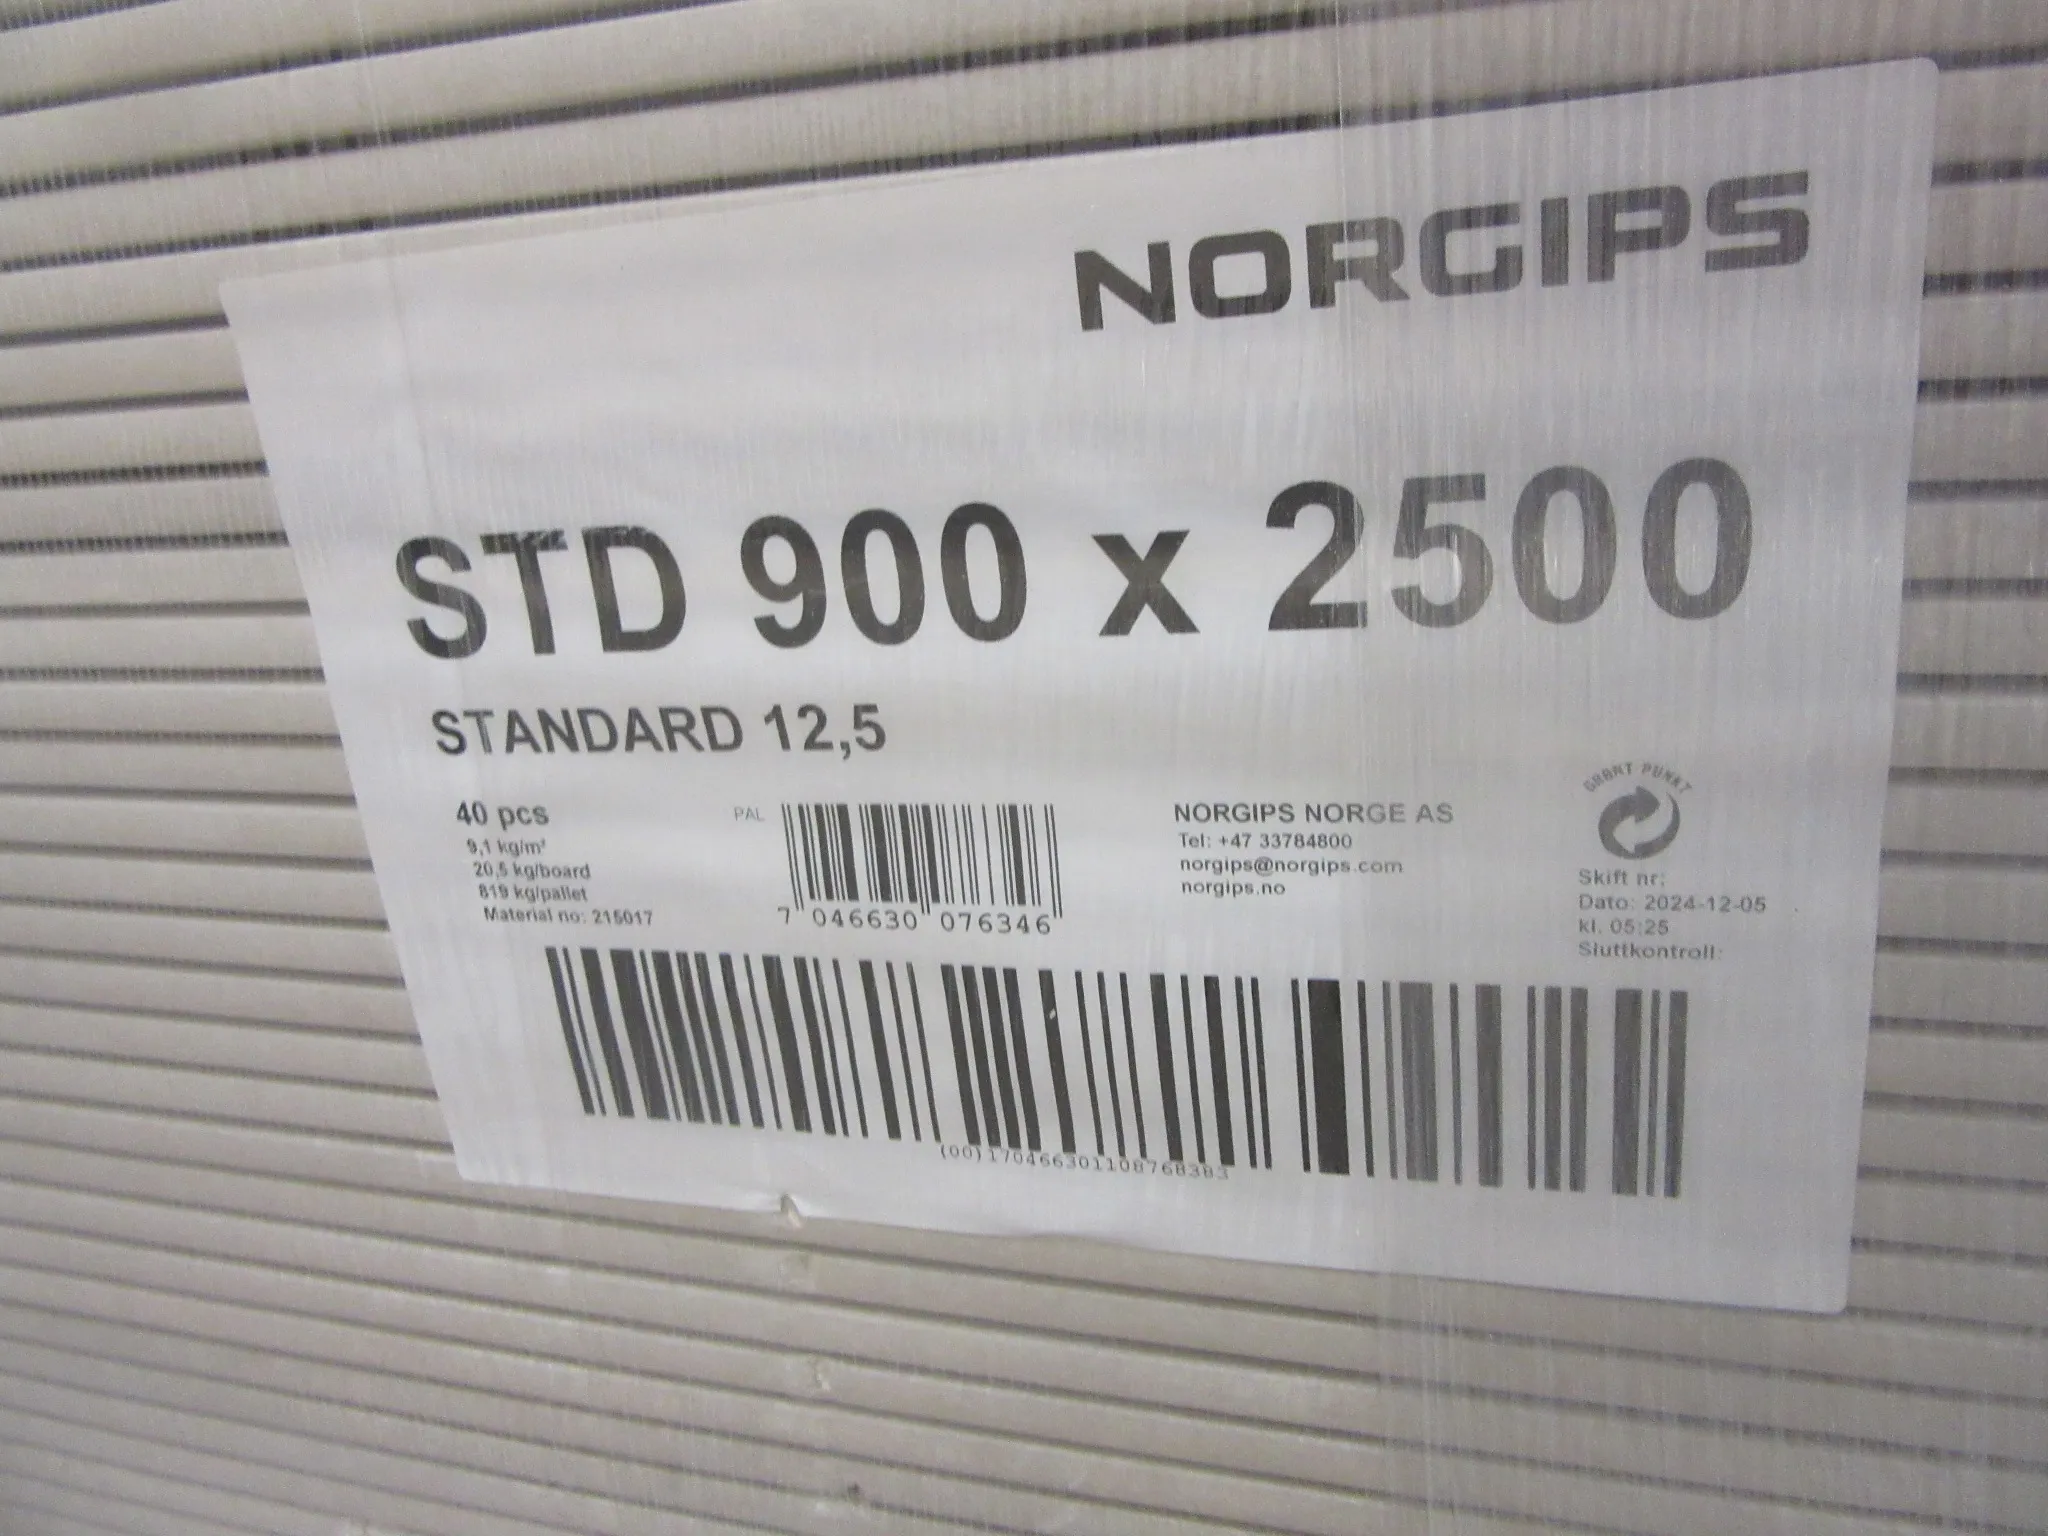 NORGIPS
STD 900 x 2500
STANDARD 12,5
40 pcs
9,1 kg/m²
20,5 kg/board
819 kg/pallet
Material no: 215017
PAL
7 046630 076346
NORGIPS NORGE AS
Tel: +47 33784800
norgips@norgips.com
norgips.no
GRØNT PUNKT
Skift nr:
Dato: 2024-12-05
kl. 05:25
Sluttkontroll:
(00)170466301108768383